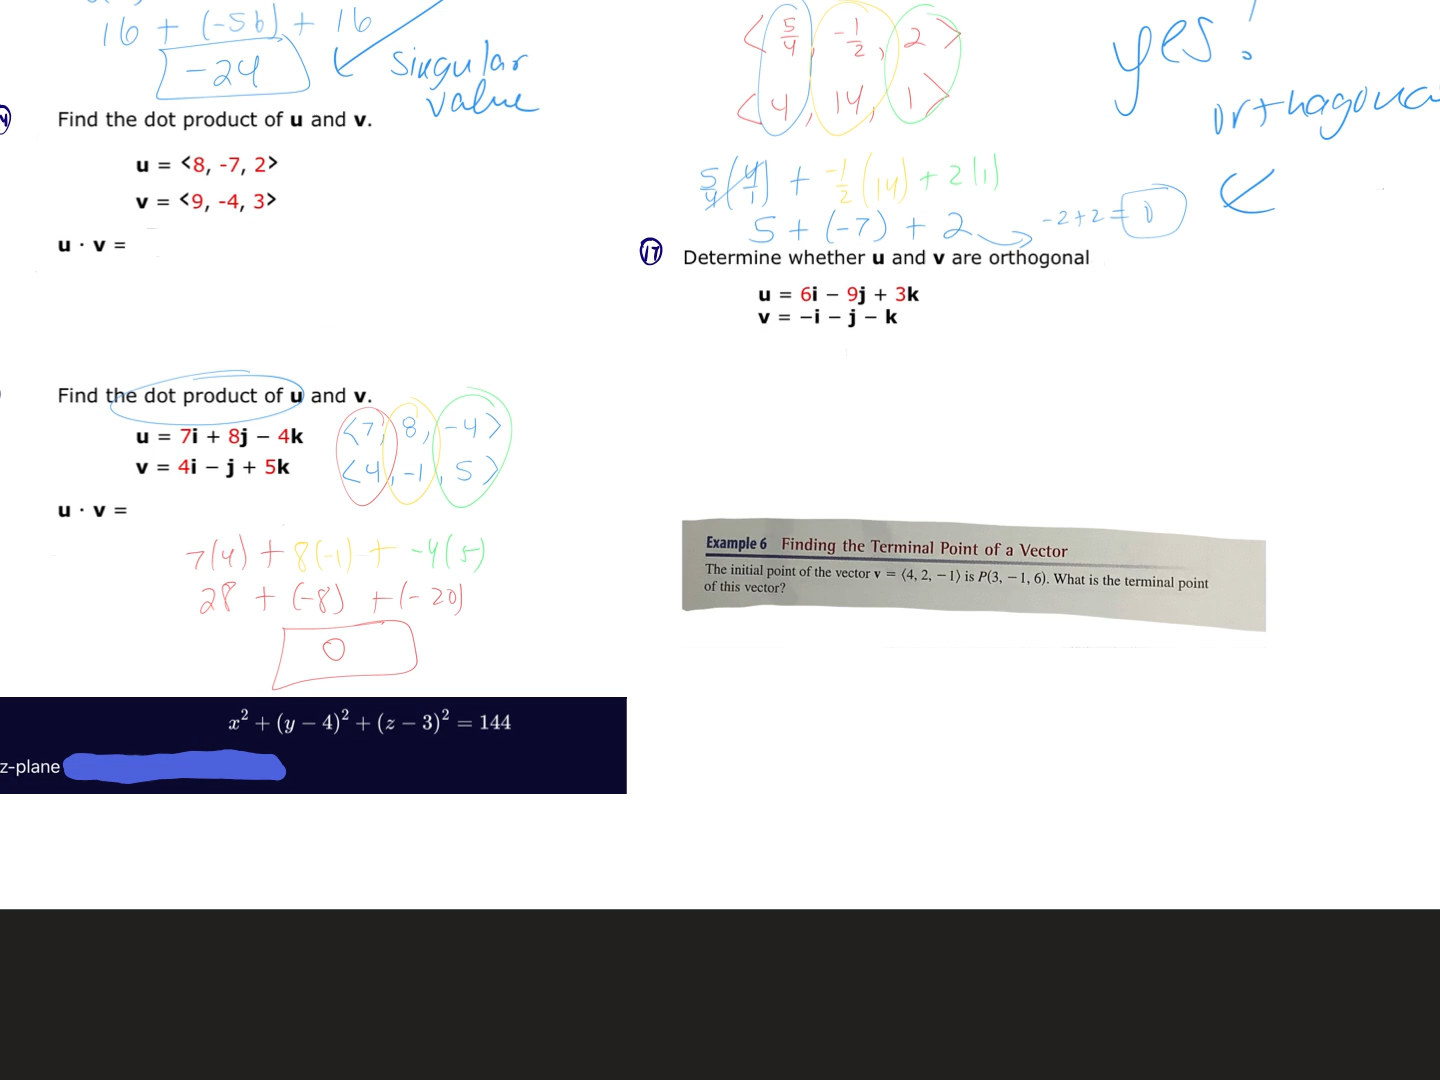 16 + (-56) + 16
-24
singular
value
Find the dot product of u and v.
u = <8, -7, 2>
v = <9, -4, 3>
u · v =
Find the dot product of u and v.
u = 7i + 8j − 4k
v = 4i − j + 5k
<7, 8, -4>
<4, -1, 5>
u · v =
7(4) + 8(-1) + -4(5)
28 + (-8) + (-20)
0
x² + (y − 4)² + (z − 3)² = 144
z-plane
<5/4, -1/2, 2>
<4, 14, 1>
yes!
5/4(4/1) + -1/2(14) + 2(1)
5 + (-7) + 2
-2+2=0
17
Determine whether u and v are orthogonal
u = 6i − 9j + 3k
v = −i − j − k
Example 6 Finding the Terminal Point of a Vector
The initial point of the vector v = ⟨4, 2, −1⟩ is P(3, −1, 6). What is the terminal point
of this vector?